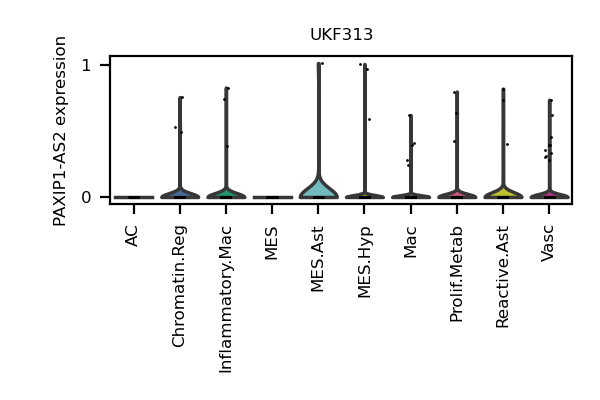 UKF313
PAXIP1-AS2 expression
1
0
AC
Chromatin.Reg
Inflammatory.Mac
MES
MES.Ast
MES.Hyp
Mac
Prolif.Metab
Reactive.Ast
Vasc